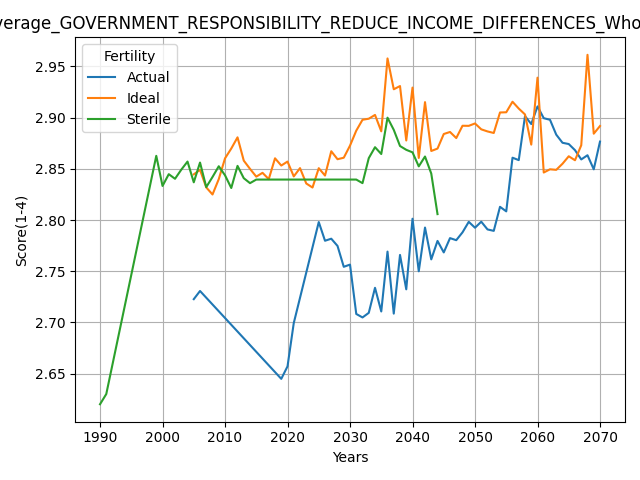 verage_GOVERNMENT_RESPONSIBILITY_REDUCE_INCOME_DIFFERENCES_Who
Fertility
Actual
Ideal
Sterile
Score(1-4)
2.95
2.90
2.85
2.80
2.75
2.70
2.65
1990 2000 2010 2020 2030 2040 2050 2060 2070
Years